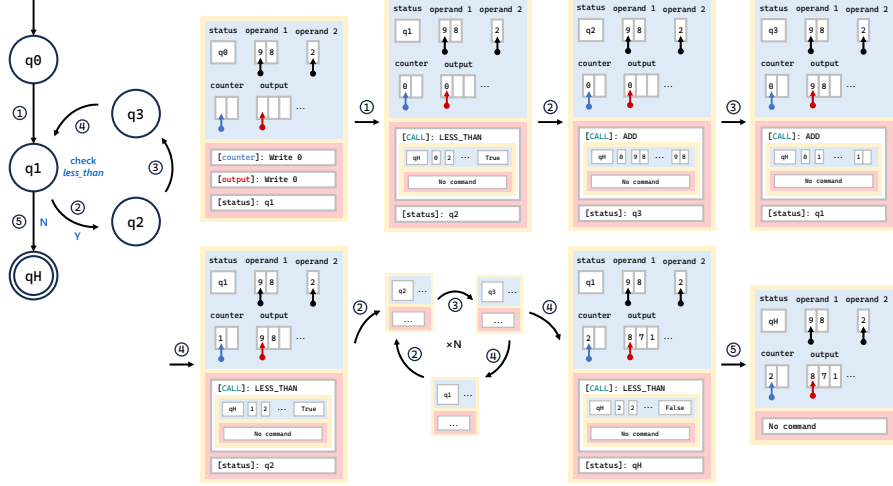 q0
①
④
q3
q1
check
less_than
③
⑤
②
N
Y
q2
qH
status operand 1 operand 2
q0 9 8 2
counter output
...
[counter]: Write 0
[output]: Write 0
[status]: q1
①
status operand 1 operand 2
q1 9 8 2
counter output
0 0 ...
[CALL]: LESS_THAN
qH 0 2 ... True
No command
[status]: q2
②
status operand 1 operand 2
q2 9 8 2
counter output
0 0 ...
[CALL]: ADD
qH 0 9 8 ... 9 8
No command
[status]: q3
③
status operand 1 operand 2
q3 9 8 2
counter output
0 9 8 ...
[CALL]: ADD
qH 0 1 ... 1
No command
[status]: q1
④
status operand 1 operand 2
q1 9 8 2
counter output
1 9 8 ...
[CALL]: LESS_THAN
qH 1 2 ... True
No command
[status]: q2
②
q2 ...
...
③
q3 ...
...
×N
②
④
q1 ...
...
④
status operand 1 operand 2
q1 9 8 2
counter output
2 8 7 1 ...
[CALL]: LESS_THAN
qH 2 2 ... False
No command
[status]: qH
⑤
status operand 1 operand 2
qH 9 8 2
counter output
2 8 7 1 ...
No command